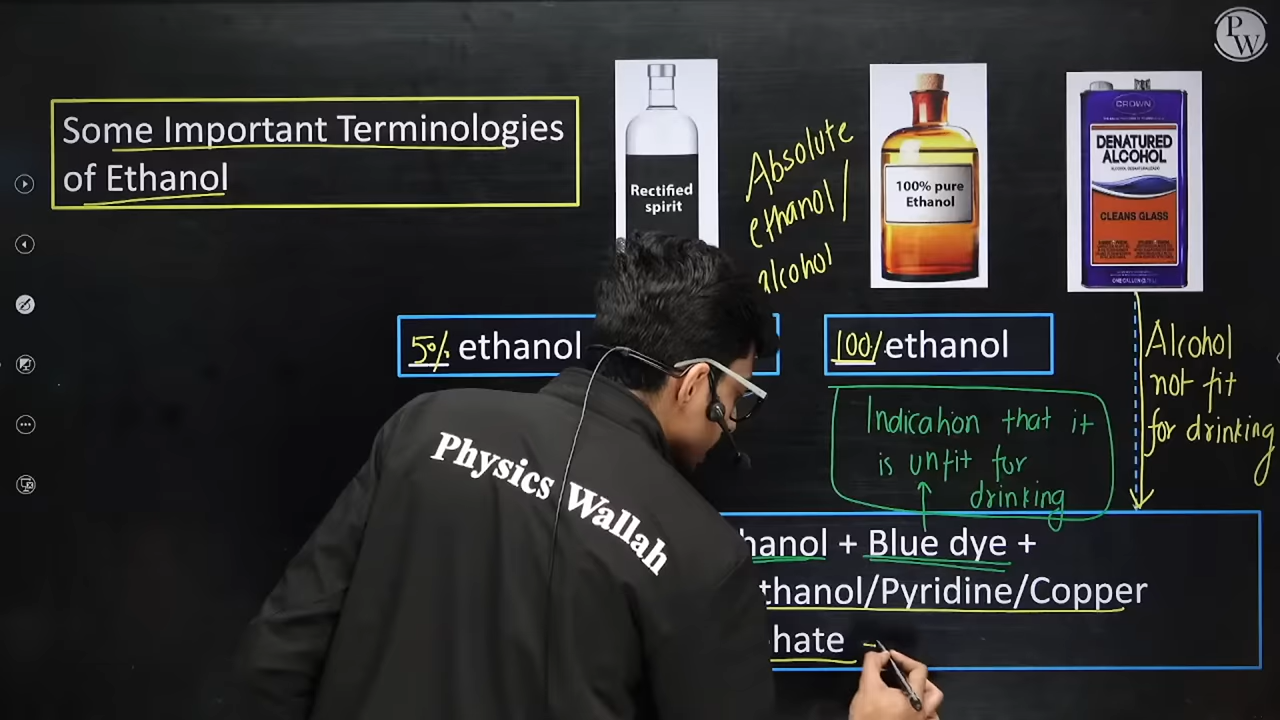 PW
Some Important Terminologies
of Ethanol
Rectified
spirit
Absolute
ethanol/
alcohol
100% pure
Ethanol
CROWN
DENATURED
ALCOHOL
CLEANS GLASS
5% ethanol
100% ethanol
Alcohol
not fit
for drinking
Indication that it
is unfit for
drinking
hanol + Blue dye +
thanol/Pyridine/Copper
hate
Physics Wallah